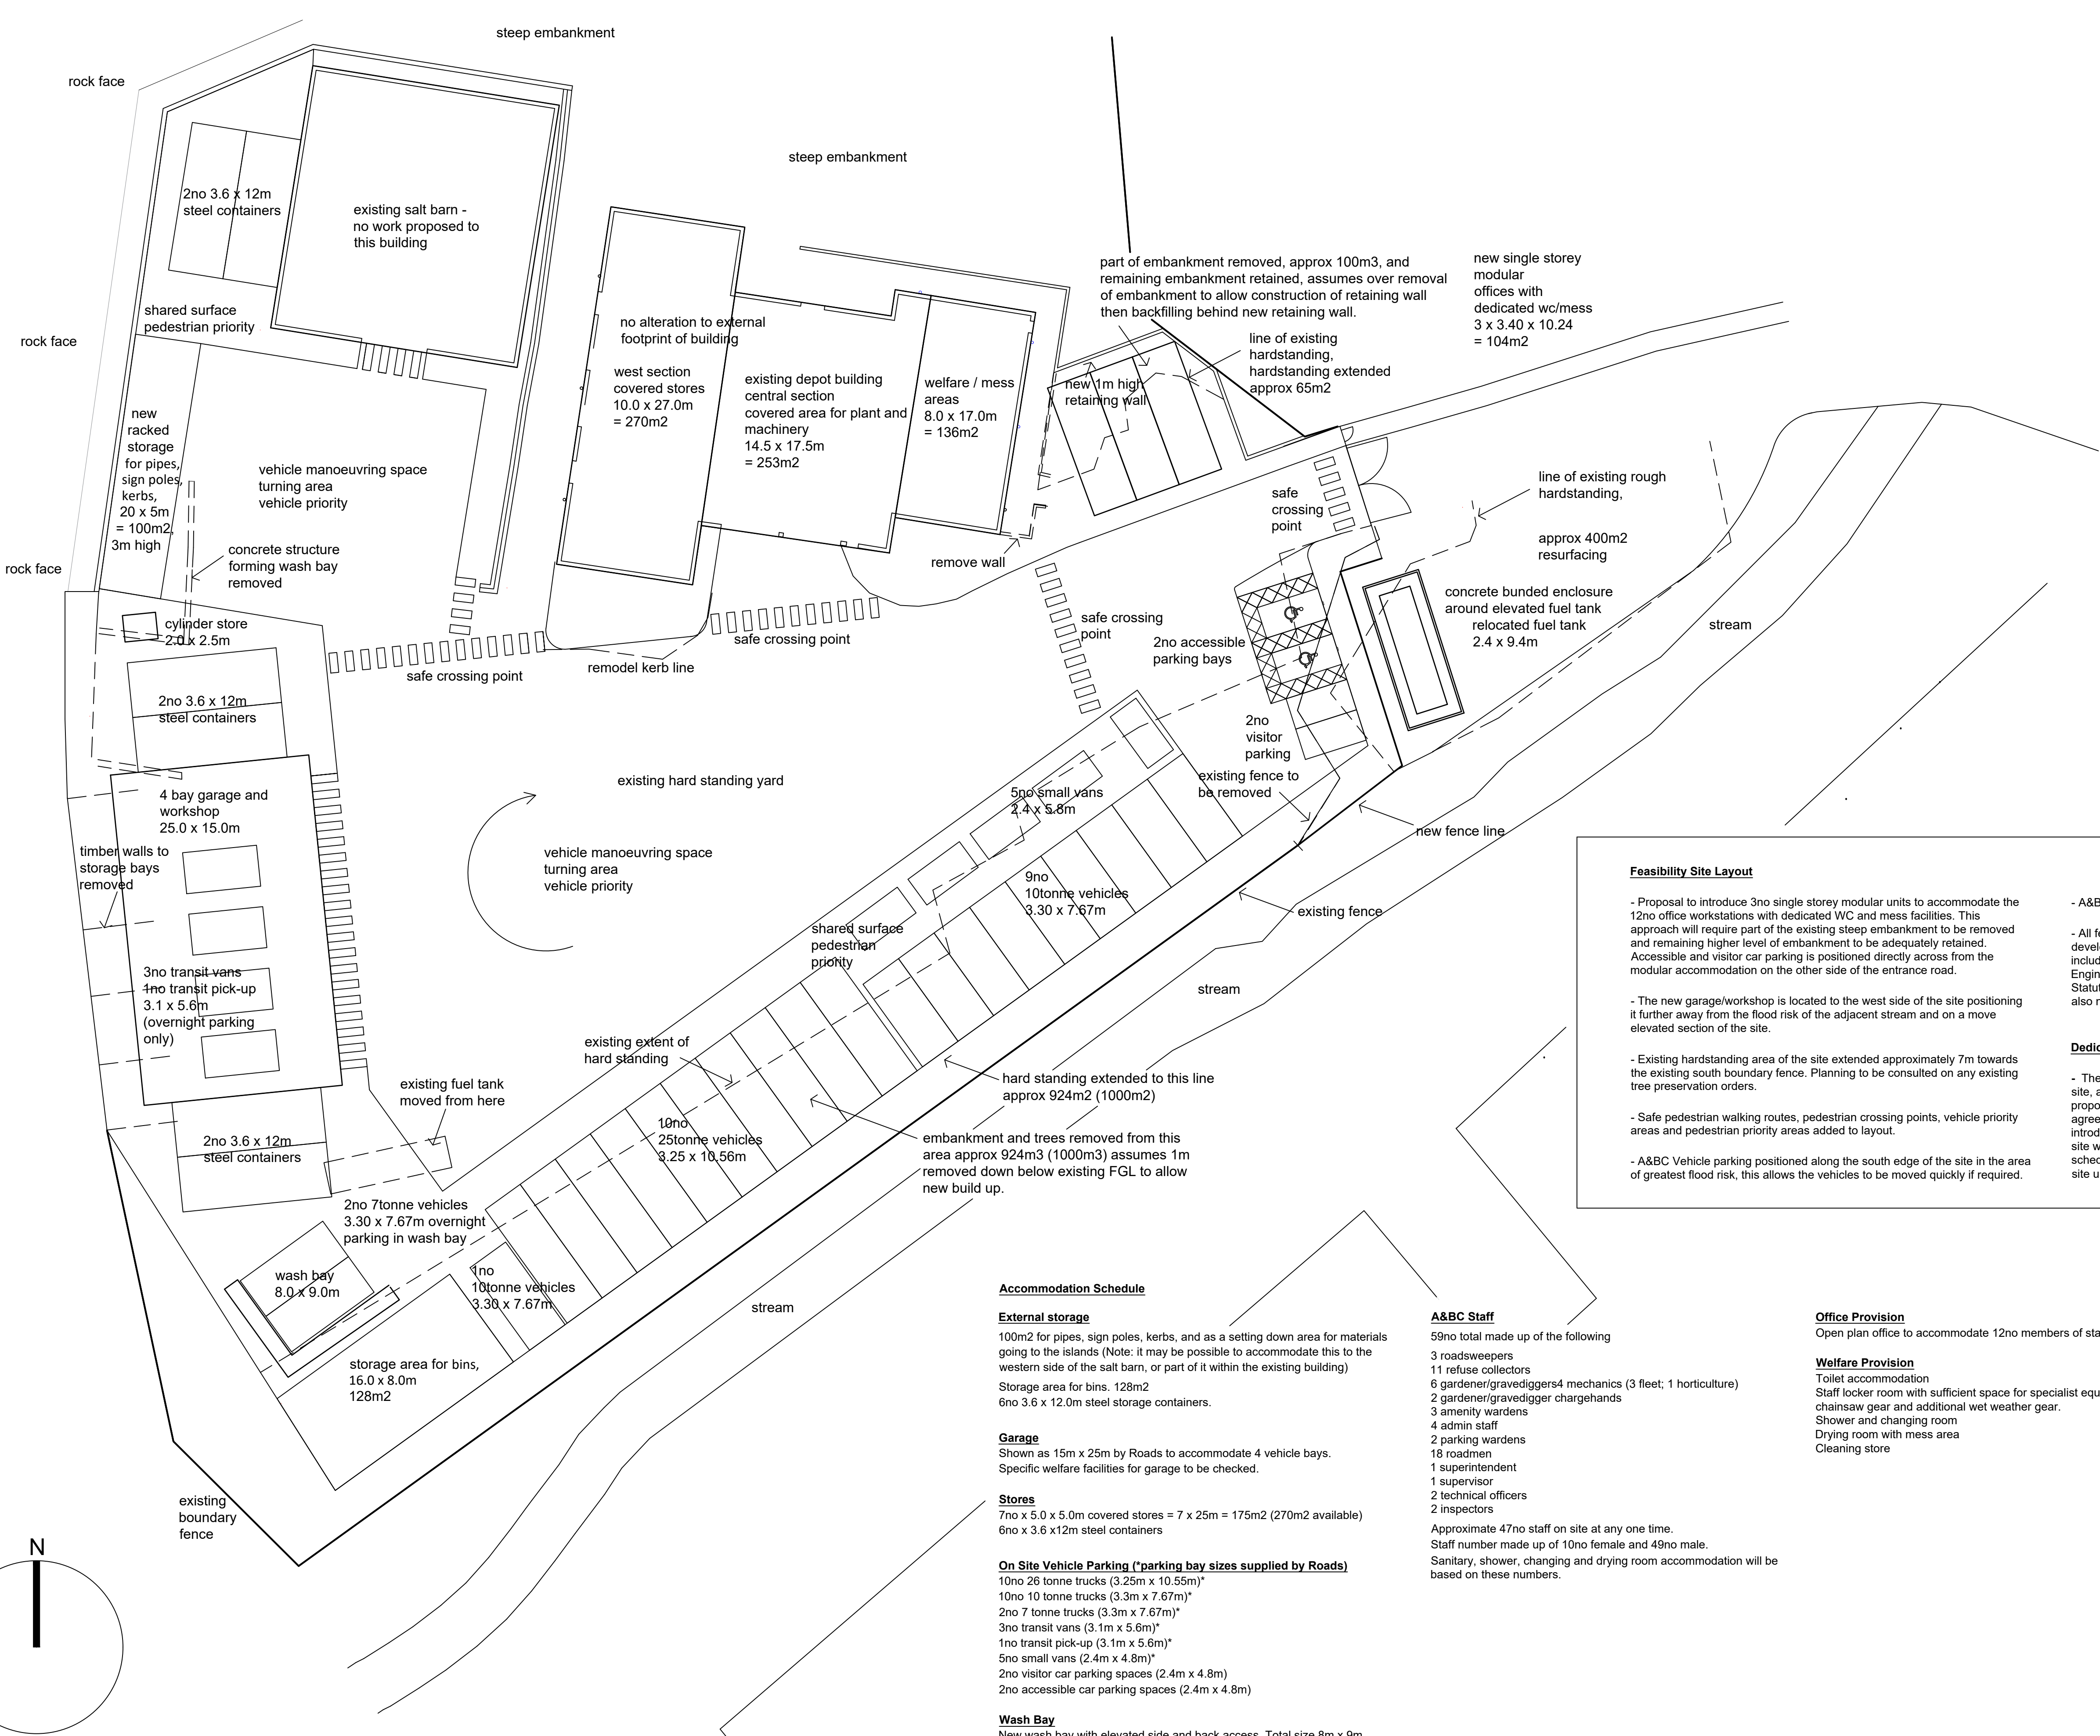 steep embankment
rock face
steep embankment
2no 3.6 x 12m
steel containers
existing salt barn -
no work proposed to
this building
shared surface
pedestrian priority
rock face
no alteration to external
footprint of building
west section
covered stores
10.0 x 27.0m
= 270m2
existing depot building
central section
covered area for plant and
machinery
14.5 x 17.5m
= 253m2
welfare / mess
areas
8.0 x 17.0m
= 136m2
part of embankment removed, approx 100m3, and
remaining embankment retained, assumes over removal
of embankment to allow construction of retaining wall
then backfilling behind new retaining wall.
new single storey
modular
offices with
dedicated wc/mess
3 x 3.40 x 10.24
= 104m2
line of existing
hardstanding,
hardstanding extended
approx 65m2
new 1m high
retaining wall
new
racked
storage
for pipes,
sign poles,
kerbs,
20 x 5m
= 100m2,
3m high
vehicle manoeuvring space
turning area
vehicle priority
concrete structure
forming wash bay
removed
rock face
remove wall
safe
crossing
point
line of existing rough
hardstanding,
approx 400m2
resurfacing
concrete bunded enclosure
around elevated fuel tank
relocated fuel tank
2.4 x 9.4m
stream
cylinder store
2.0 x 2.5m
safe crossing point
remodel kerb line
safe crossing point
safe crossing
point
2no accessible
parking bays
2no 3.6 x 12m
steel containers
2no
visitor
parking
existing fence to
be removed
new fence line
existing hard standing yard
4 bay garage and
workshop
25.0 x 15.0m
timber walls to
storage bays
removed
vehicle manoeuvring space
turning area
vehicle priority
5no small vans
2.4 x 5.8m
9no
10tonne vehicles
3.30 x 7.67m
existing fence
shared surface
pedestrian
priority
3no transit vans
1no transit pick-up
3.1 x 5.6m
(overnight parking
only)
stream
existing extent of
hard standing
hard standing extended to this line
approx 924m2 (1000m2)
existing fuel tank
moved from here
10no
25tonne vehicles
3.25 x 10.56m
embankment and trees removed from this
area approx 924m3 (1000m3) assumes 1m
removed down below existing FGL to allow
new build up.
2no 3.6 x 12m
steel containers
2no 7tonne vehicles
3.30 x 7.67m overnight
parking in wash bay
wash bay
8.0 x 9.0m
1no
10tonne vehicles
3.30 x 7.67m
stream
storage area for bins,
16.0 x 8.0m
128m2
existing
boundary
fence
N
Feasibility Site Layout
- Proposal to introduce 3no single storey modular units to accommodate the
12no office workstations with dedicated WC and mess facilities. This
approach will require part of the existing steep embankment to be removed
and remaining higher level of embankment to be adequately retained.
Accessible and visitor car parking is positioned directly across from the
modular accommodation on the other side of the entrance road.
- The new garage/workshop is located to the west side of the site positioning
it further away from the flood risk of the adjacent stream and on a move
elevated section of the site.
- Existing hardstanding area of the site extended approximately 7m towards
the existing south boundary fence. Planning to be consulted on any existing
tree preservation orders.
- Safe pedestrian walking routes, pedestrian crossing points, vehicle priority
areas and pedestrian priority areas added to layout.
- A&BC Vehicle parking positioned along the south edge of the site in the area
of greatest flood risk, this allows the vehicles to be moved quickly if required.
- All
also
- The
site,
site
site
Accommodation Schedule
External storage
100m2 for pipes, sign poles, kerbs, and as a setting down area for materials
going to the islands (Note: it may be possible to accommodate this to the
western side of the salt barn, or part of it within the existing building)
Storage area for bins. 128m2
6no 3.6 x 12.0m steel storage containers.
Garage
Shown as 15m x 25m by Roads to accommodate 4 vehicle bays.
Specific welfare facilities for garage to be checked.
Stores
7no x 5.0 x 5.0m covered stores = 7 x 25m = 175m2 (270m2 available)
6no x 3.6 x12m steel containers
On Site Vehicle Parking (*parking bay sizes supplied by Roads)
10no 26 tonne trucks (3.25m x 10.55m)*
10no 10 tonne trucks (3.3m x 7.67m)*
2no 7 tonne trucks (3.3m x 7.67m)*
3no transit vans (3.1m x 5.6m)*
1no transit pick-up (3.1m x 5.6m)*
5no small vans (2.4m x 4.8m)*
2no visitor car parking spaces (2.4m x 4.8m)
2no accessible car parking spaces (2.4m x 4.8m)
Wash Bay
New wash bay with elevated side and back access. Total size 8m x 9m
A&BC Staff
59no total made up of the following
3 roadsweepers
11 refuse collectors
6 gardener/gravediggers4 mechanics (3 fleet; 1 horticulture)
2 gardener/gravedigger chargehands
3 amenity wardens
4 admin staff
2 parking wardens
18 roadmen
1 superintendent
1 supervisor
2 technical officers
2 inspectors
Approximate 47no staff on site at any one time.
Staff number made up of 10no female and 49no male.
Sanitary, shower, changing and drying room accommodation will be
based on these numbers.
Office Provision
Open plan office to accommodate 12no members of
Welfare Provision
Toilet accommodation
Staff locker room with sufficient space for specialist
chainsaw gear and additional wet weather gear.
Shower and changing room
Drying room with mess area
Cleaning store